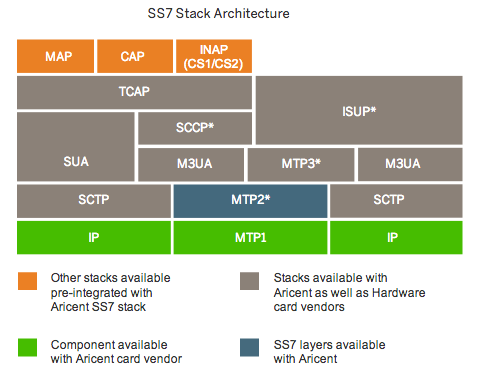 SS7 Stack Architecture
MAP
CAP
INAP
(CS1/CS2)
TCAP
ISUP*
SCCP*
SUA
M3UA
MTP3*
M3UA
SCTP
MTP2*
SCTP
IP
MTP1
IP
Other stacks available
pre-integrated with
Aricent SS7 stack
Stacks available with
Aricent as well as Hardware
card vendors
Component available
with Aricent card vendor
SS7 layers available
with Aricent